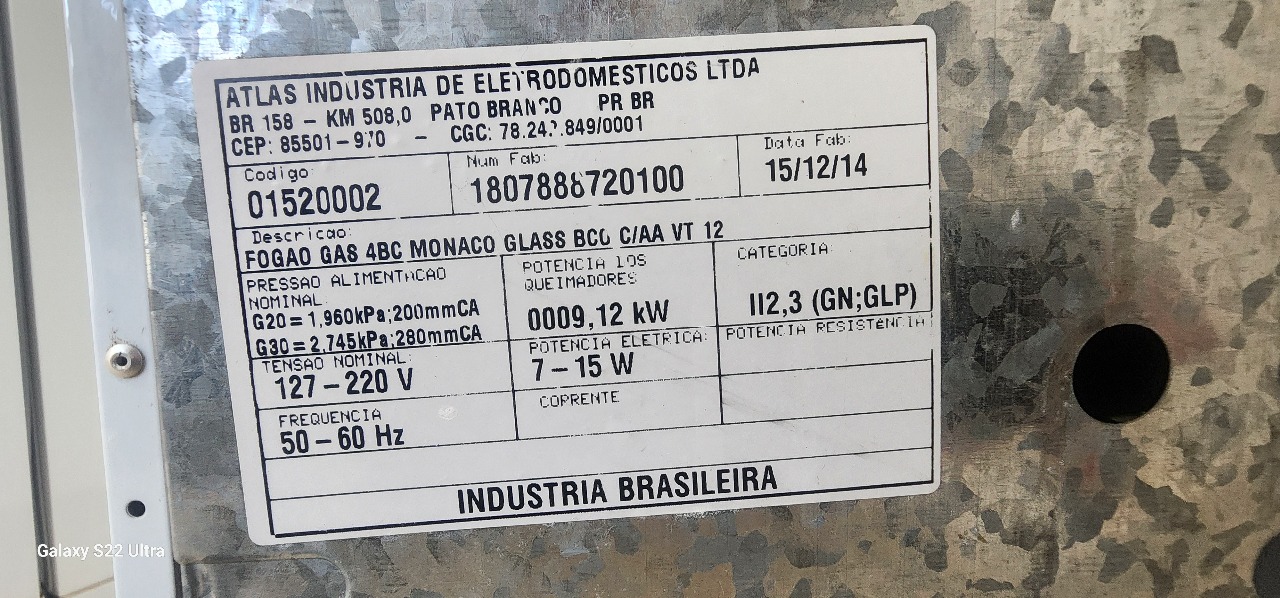 ATLAS INDUSTRIA DE ELETRODOMESTICOS LTDA
BR 158 - KM 508,0 PATO BRANCO PR BR
CEP: 85501-970 - CGC:
Codigo:
01520002
Num Fab:
1807888720100
Data Fab:
15/12/14
Descricao:
FOGAO GAS 4BC MONACO GLASS BCO C/AA VT 12
PRESSAO ALIMENTACAO
NOMINAL:
G20=1,960kPa;200mmCA
G30=2,745kPa;280mmCA
POTENCIA DOS
QUEIMADORES:
0009,12 kW
CATEGORIA:
II2,3 (GN;GLP)
TENSAO NOMINAL:
127-220 V
POTENCIA ELETRICA:
7-15 W
POTENCIA RESISTENCIA:
FREQUENCIA
50-60 Hz
CORRENTE
INDUSTRIA BRASILEIRA
Galaxy S22 Ultra